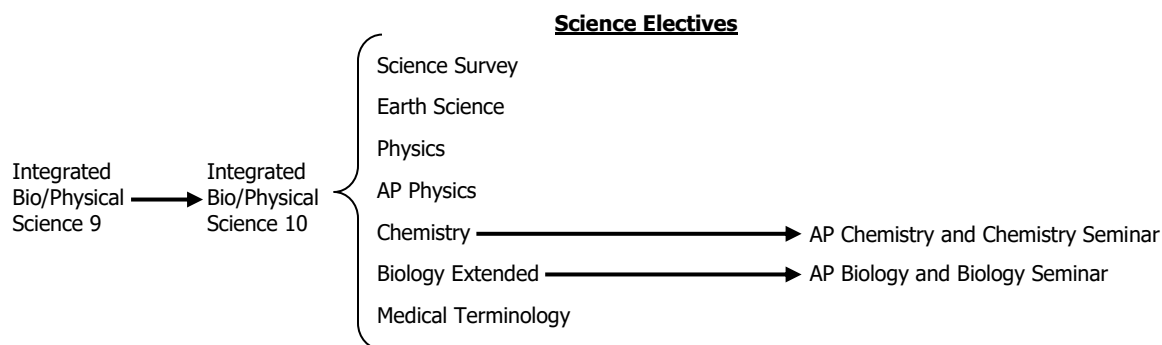 Science Electives
Science Survey
Earth Science
Physics
AP Physics
Integrated
Bio/Physical
Science 9
Integrated
Bio/Physical
Science 10
Chemistry
AP Chemistry and Chemistry Seminar
Biology Extended
AP Biology and Biology Seminar
Medical Terminology